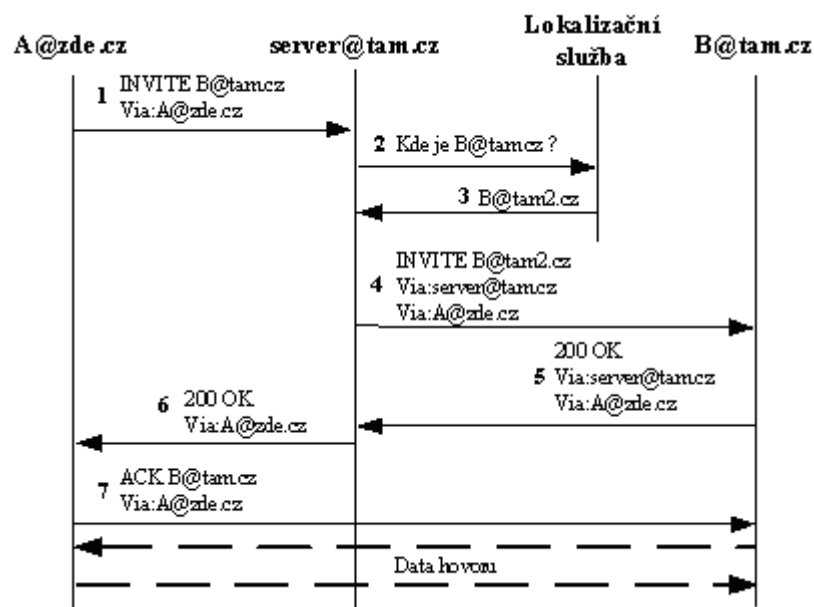 A@zde.cz
server@tam.cz
Lokalizační
služba
B@tam.cz
1
INVITE B@tam.cz
Via:A@zde.cz
2 Kde je B@tam.cz ?
3 B@tam2.cz
INVITE B@tam2.cz
4 Via:server@tam.cz
Via:A@zde.cz
200 OK
5 Via:server@tam.cz
Via:A@zde.cz
6 200 OK
Via:A@zde.cz
7
ACK B@tam.cz
Via:A@zde.cz
Data hovoru